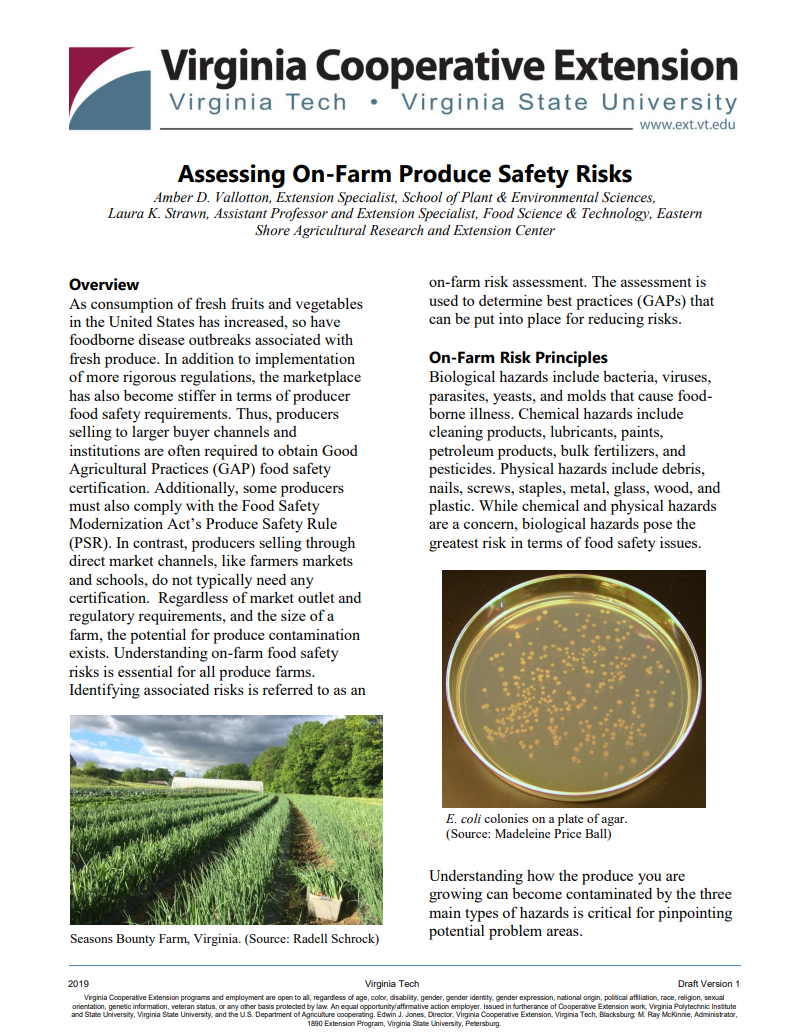 Virginia Cooperative Extension
Virginia Tech • Virginia State University
www.ext.vt.edu
Assessing On-Farm Produce Safety Risks
Amber D. Vallotton, Extension Specialist, School of Plant & Environmental Sciences,
Laura K. Strawn, Assistant Professor and Extension Specialist, Food Science & Technology, Eastern
Shore Agricultural Research and Extension Center
Overview
As consumption of fresh fruits and vegetables
in the United States has increased, so have
foodborne disease outbreaks associated with
fresh produce. In addition to implementation
of more rigorous regulations, the marketplace
has also become stiffer in terms of producer
food safety requirements. Thus, producers
selling to larger buyer channels and
institutions are often required to obtain Good
Agricultural Practices (GAP) food safety
certification. Additionally, some producers
must also comply with the Food Safety
Modernization Act’s Produce Safety Rule
(PSR). In contrast, producers selling through
direct market channels, like farmers markets
and schools, do not typically need any
certification. Regardless of market outlet and
regulatory requirements, and the size of a
farm, the potential for produce contamination
exists. Understanding on-farm food safety
risks is essential for all produce farms.
Identifying associated risks is referred to as an
Seasons Bounty Farm, Virginia. (Source: Radell Schrock)
on-farm risk assessment. The assessment is
used to determine best practices (GAPs) that
can be put into place for reducing risks.
On-Farm Risk Principles
Biological hazards include bacteria, viruses,
parasites, yeasts, and molds that cause food-
borne illness. Chemical hazards include
cleaning products, lubricants, paints,
petroleum products, bulk fertilizers, and
pesticides. Physical hazards include debris,
nails, screws, staples, metal, glass, wood, and
plastic. While chemical and physical hazards
are a concern, biological hazards pose the
greatest risk in terms of food safety issues.
E. coli colonies on a plate of agar.
(Source: Madeleine Price Ball)
Understanding how the produce you are
growing can become contaminated by the three
main types of hazards is critical for pinpointing
potential problem areas.
2019 Virginia Tech Draft Version 1
Virginia Cooperative Extension programs and employment are open to all, regardless of age, color, disability, gender, gender identity, gender expression, national origin, political affiliation, race, religion, sexual
orientation, genetic information, veteran status, or any other basis protected by law. An equal opportunity/affirmative action employer. Issued in furtherance of Cooperative Extension work, Virginia Polytechnic Institute
and State University, Virginia State University, and the U.S. Department of Agriculture cooperating. Edwin J. Jones, Director, Virginia Cooperative Extension, Virginia Tech, Blacksburg; M. Ray McKinnie, Administrator,
1890 Extension Program, Virginia State University, Petersburg.